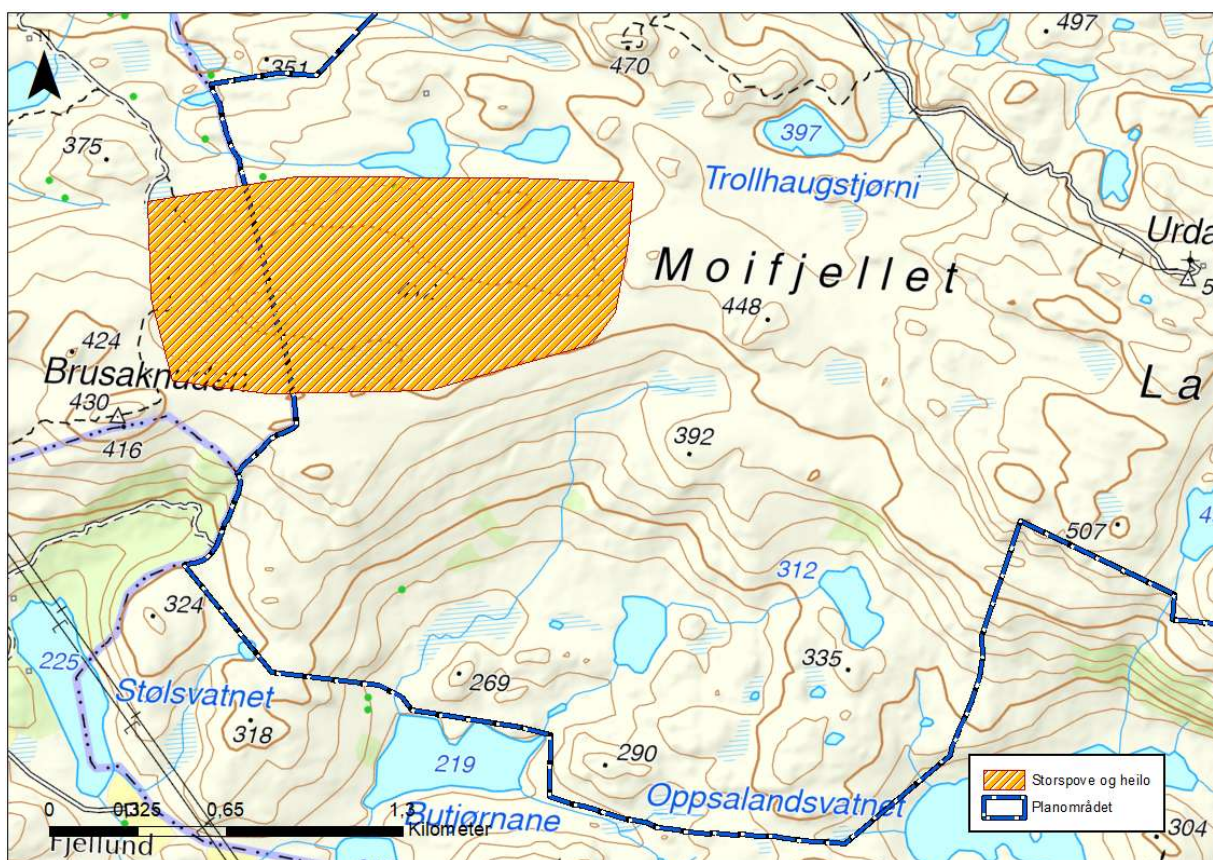 497
N
351
470
375
397
Trollhaugstjørni
Urda
Moifjellet
5
448
424
Brusaknuden
La
430
416
392
507
4
312
324
225
335
269
Stølsvatnet
318
290
219
Storspove og heilo
Oppsalandsvatnet
Planområdet
0 0,325 0,65 1,3
Butjørnane
Kilometer
304
Fjellund